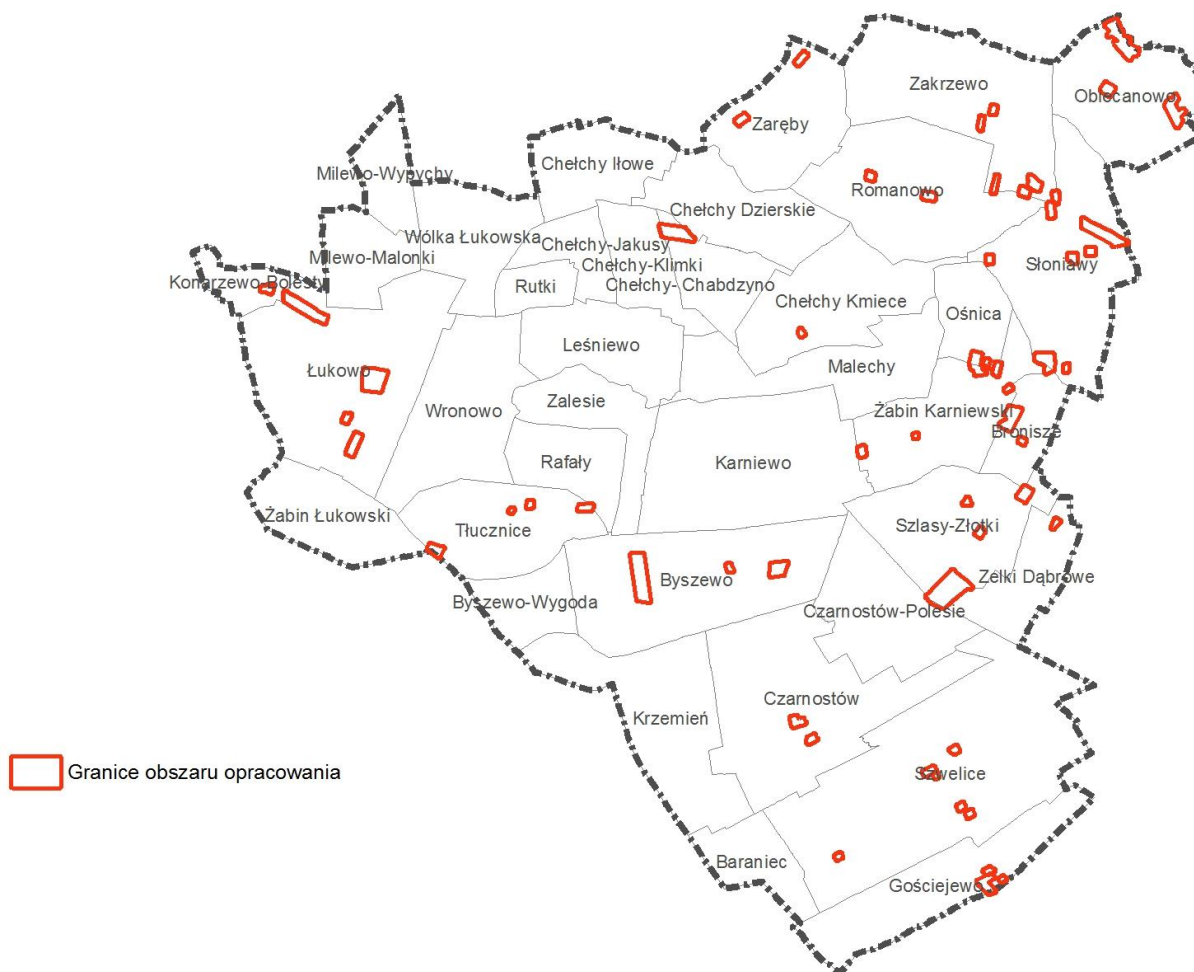 Zakrzewo
Obiecanowo
Zaręby
Chełchy Iłowe
Milewo-Wypychy
Romanowo
Chełchy Dzierskie
Wólka Łukowska
Chełchy-Jakusy
Milewo-Malonki
Chełchy-Klimki
Słoniawy
Konarzewo-Bolesty
Rutki
Chełchy- Chabdzyno
Chełchy Kmiece
Ośnica
Leśniewo
Łukowo
Malechy
Wronowo
Zalesie
Żabin Karniewski
Bronisze
Rafały
Karniewo
Żabin Łukowski
Tłucznice
Szlasy-Złotki
Byszewo
Zelki Dąbrowe
Byszewo-Wygoda
Czarnostów-Polesie
Czarnostów
Krzemień
Granice obszaru opracowania
Szwelice
Baraniec
Gościejewo